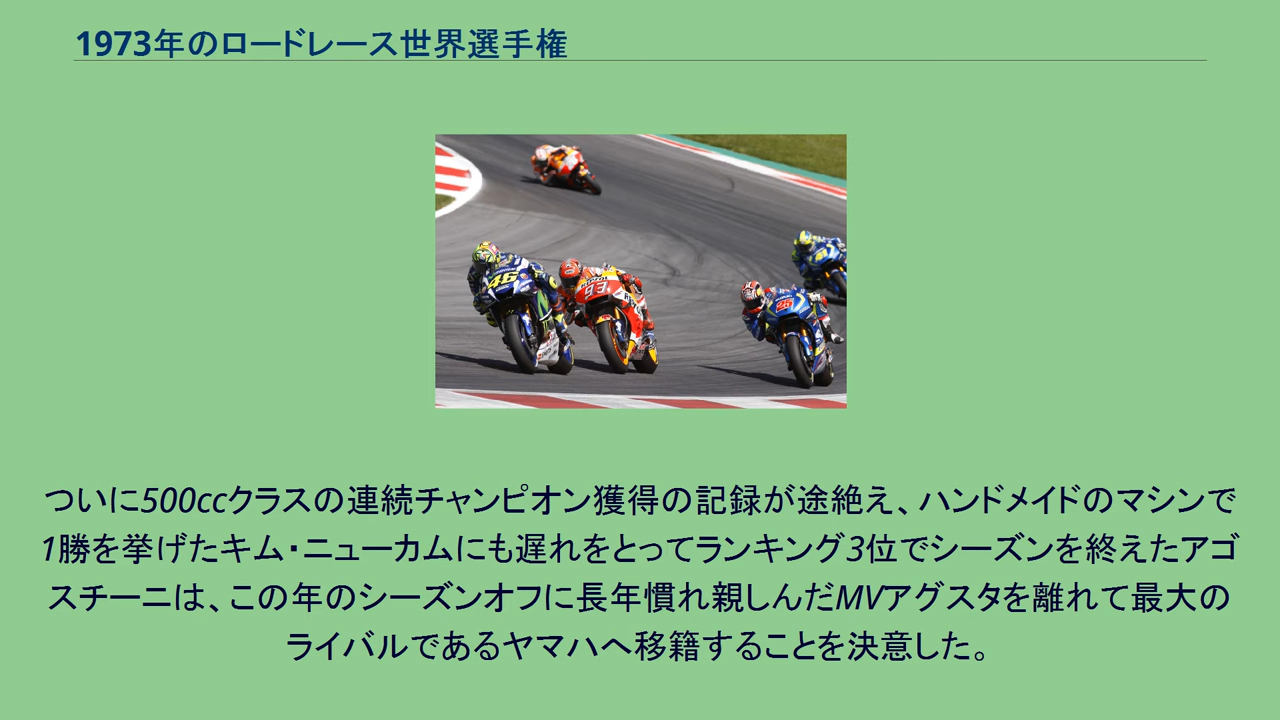 1973年のロードレース世界選手権
46
93
25
ついに500ccクラスの連続チャンピオン獲得の記録が途絶え、ハンドメイドのマシンで
1勝を挙げたキム・ニューカムにも遅れをとってランキング3位でシーズンを終えたアゴ
スチーニは、この年のシーズンオフに長年慣れ親しんだMVアグスタを離れて最大の
ライバルであるヤマハへ移籍することを決意した。